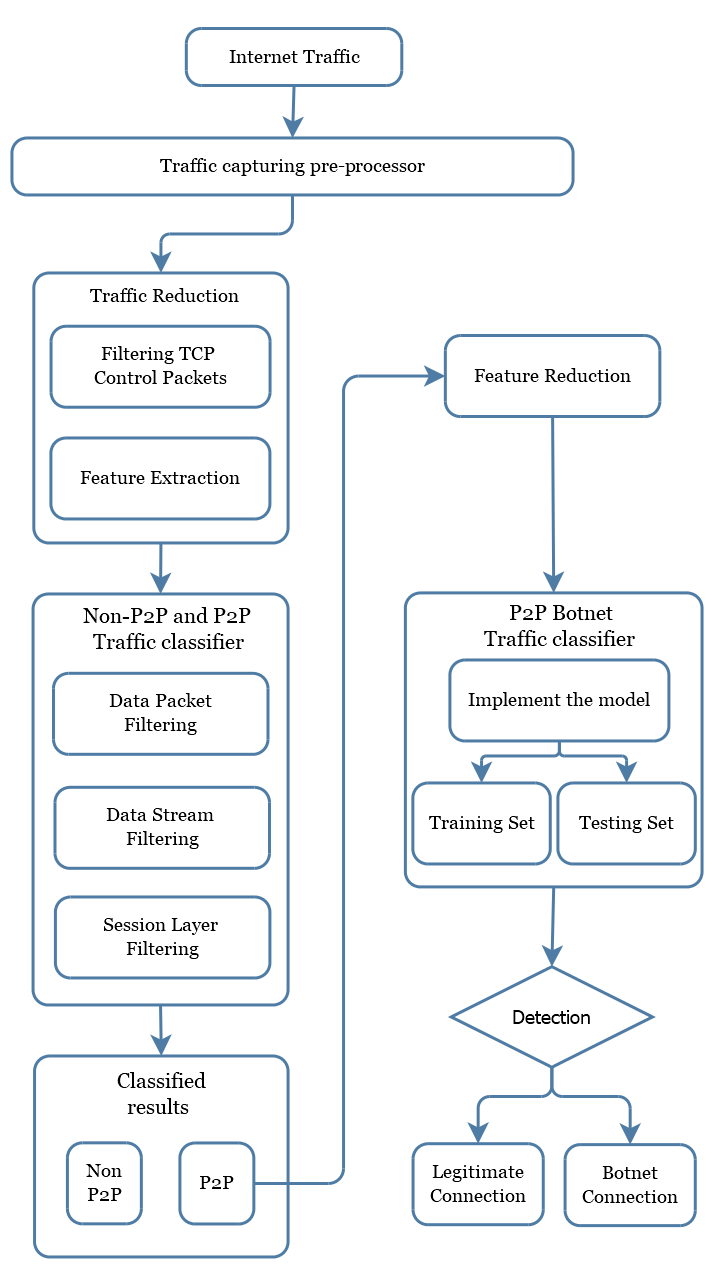 Internet Traffic
Traffic capturing pre-processor
Traffic Reduction
Filtering TCP
Control Packets
Feature Extraction
Non-P2P and P2P
Traffic classifier
Data Packet
Filtering
Data Stream
Filtering
Session Layer
Filtering
Classified
results
Non
P2P
P2P
Feature Reduction
P2P Botnet
Traffic classifier
Implement the model
Training Set
Testing Set
Detection
Legitimate
Connection
Botnet
Connection